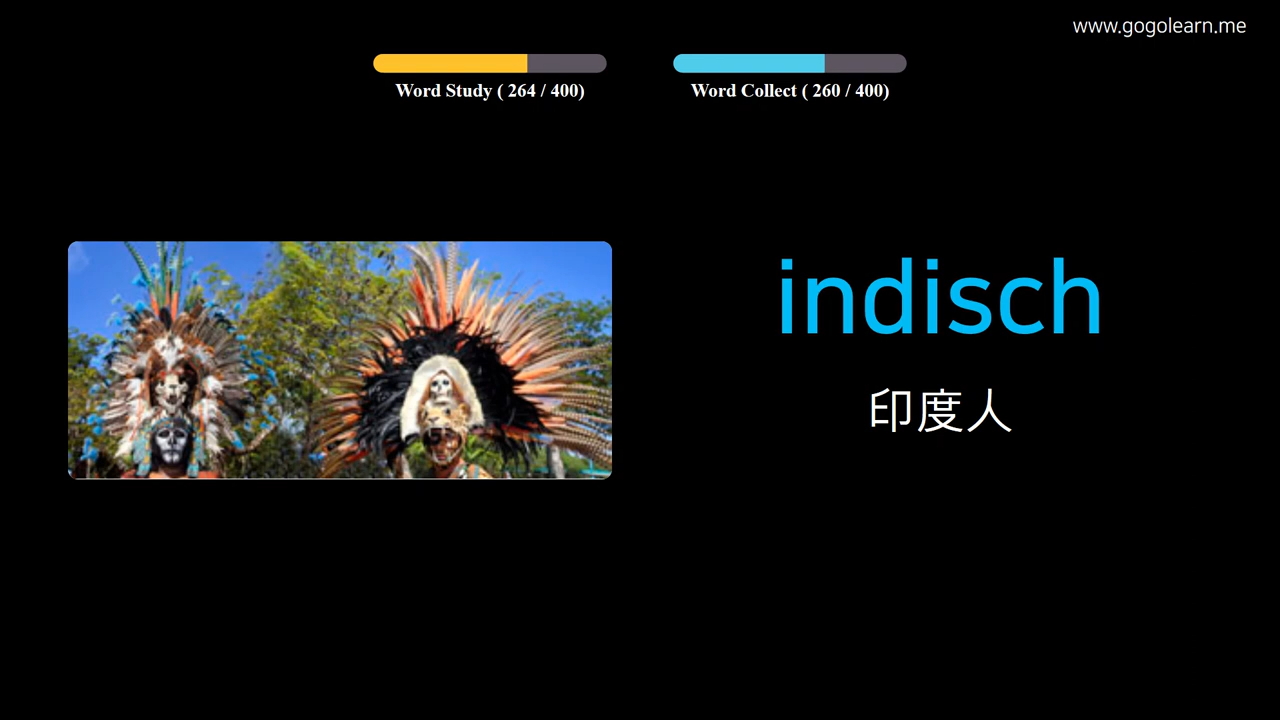 www.gogolearn.me
Word Study ( 264 / 400)
Word Collect ( 260 / 400)
indisch
印度人